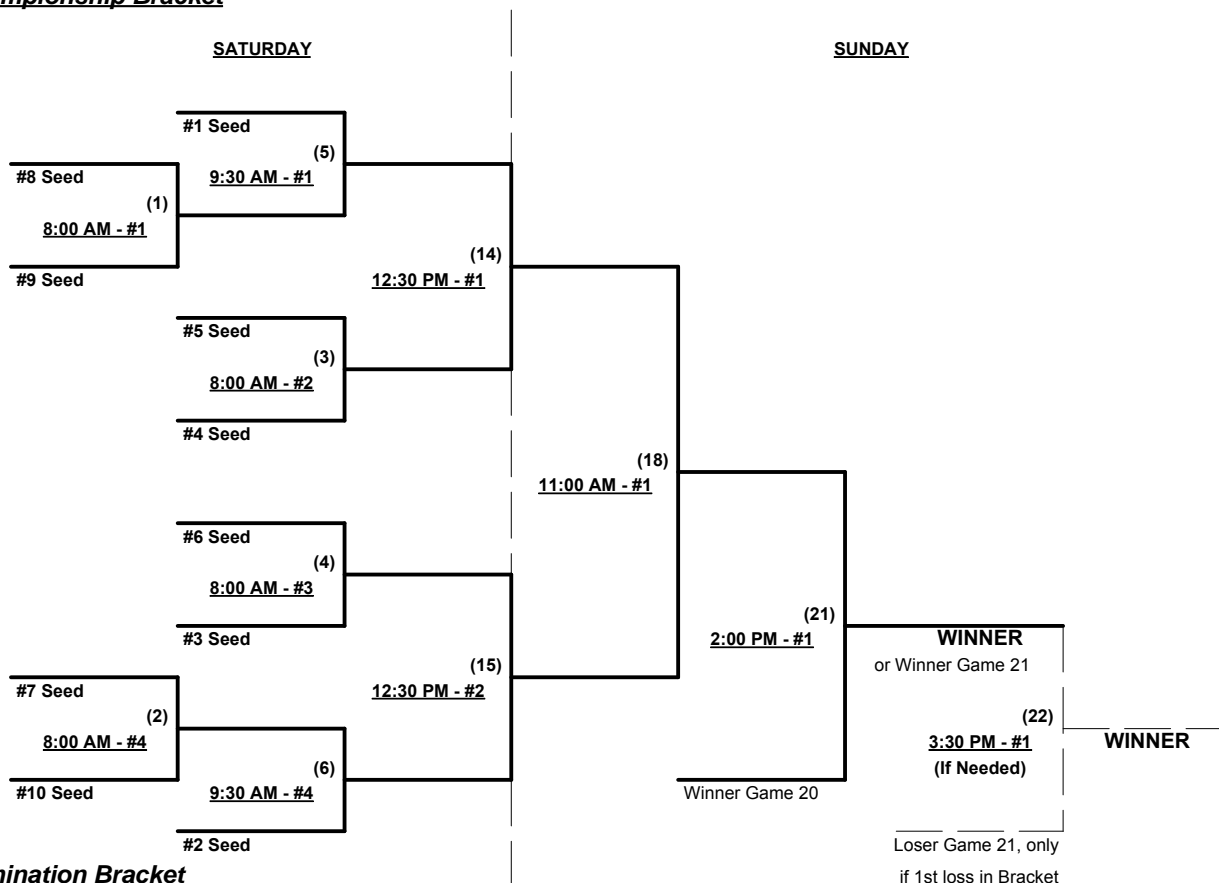 mpionship Bracket
SATURDAY
SUNDAY
#1 Seed
(5)
#8 Seed
9:30 AM - #1
(1)
8:00 AM - #1
(14)
#9 Seed
12:30 PM - #1
#5 Seed
(3)
8:00 AM - #2
#4 Seed
(18)
11:00 AM - #1
#6 Seed
(4)
8:00 AM - #3
(21)
#3 Seed
2:00 PM - #1
WINNER
(15)
or Winner Game 21
#7 Seed
12:30 PM - #2
(2)
(22)
8:00 AM - #4
3:30 PM - #1
WINNER
(6)
(If Needed)
#10 Seed
9:30 AM - #4
Winner Game 20
#2 Seed
Loser Game 21, only
if 1st loss in Bracket
mination Bracket